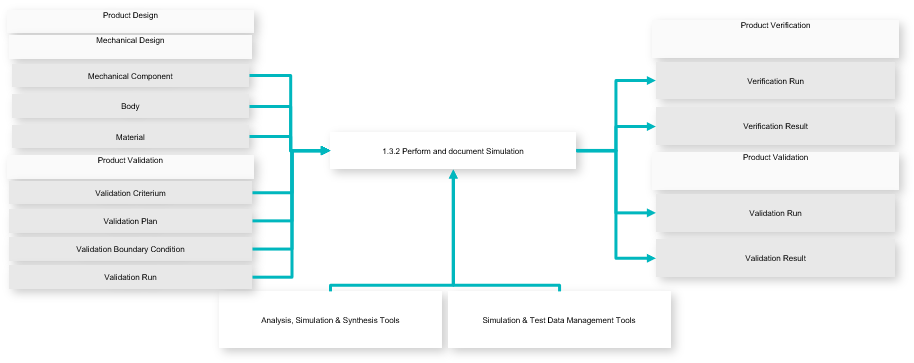 Product Design
Mechanical Design
Mechanical Component
Body
Material
Product Validation
Validation Criterium
Validation Plan
Validation Boundary Condition
Validation Run
1.3.2 Perform and document Simulation
Analysis, Simulation & Synthesis Tools
Simulation & Test Data Management Tools
Product Verification
Verification Run
Verification Result
Product Validation
Validation Run
Validation Result